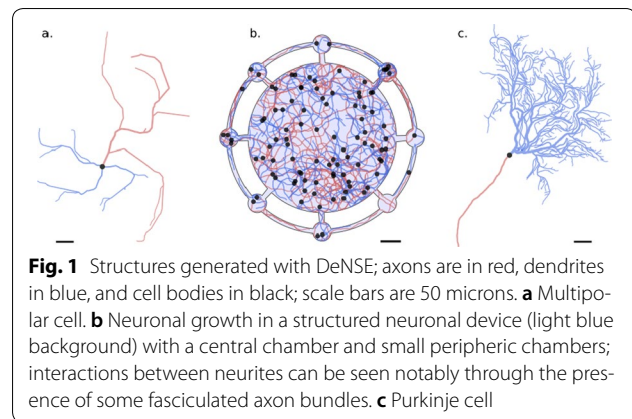 a.
b.
c.
Fig. 1 Structures generated with DeNSE; axons are in red, dendrites
in blue, and cell bodies in black; scale bars are 50 microns. a Multipo-
lar cell. b Neuronal growth in a structured neuronal device (light blue
background) with a central chamber and small peripheric chambers;
interactions between neurites can be seen notably through the pres-
ence of some fasciculated axon bundles. c Purkinje cell